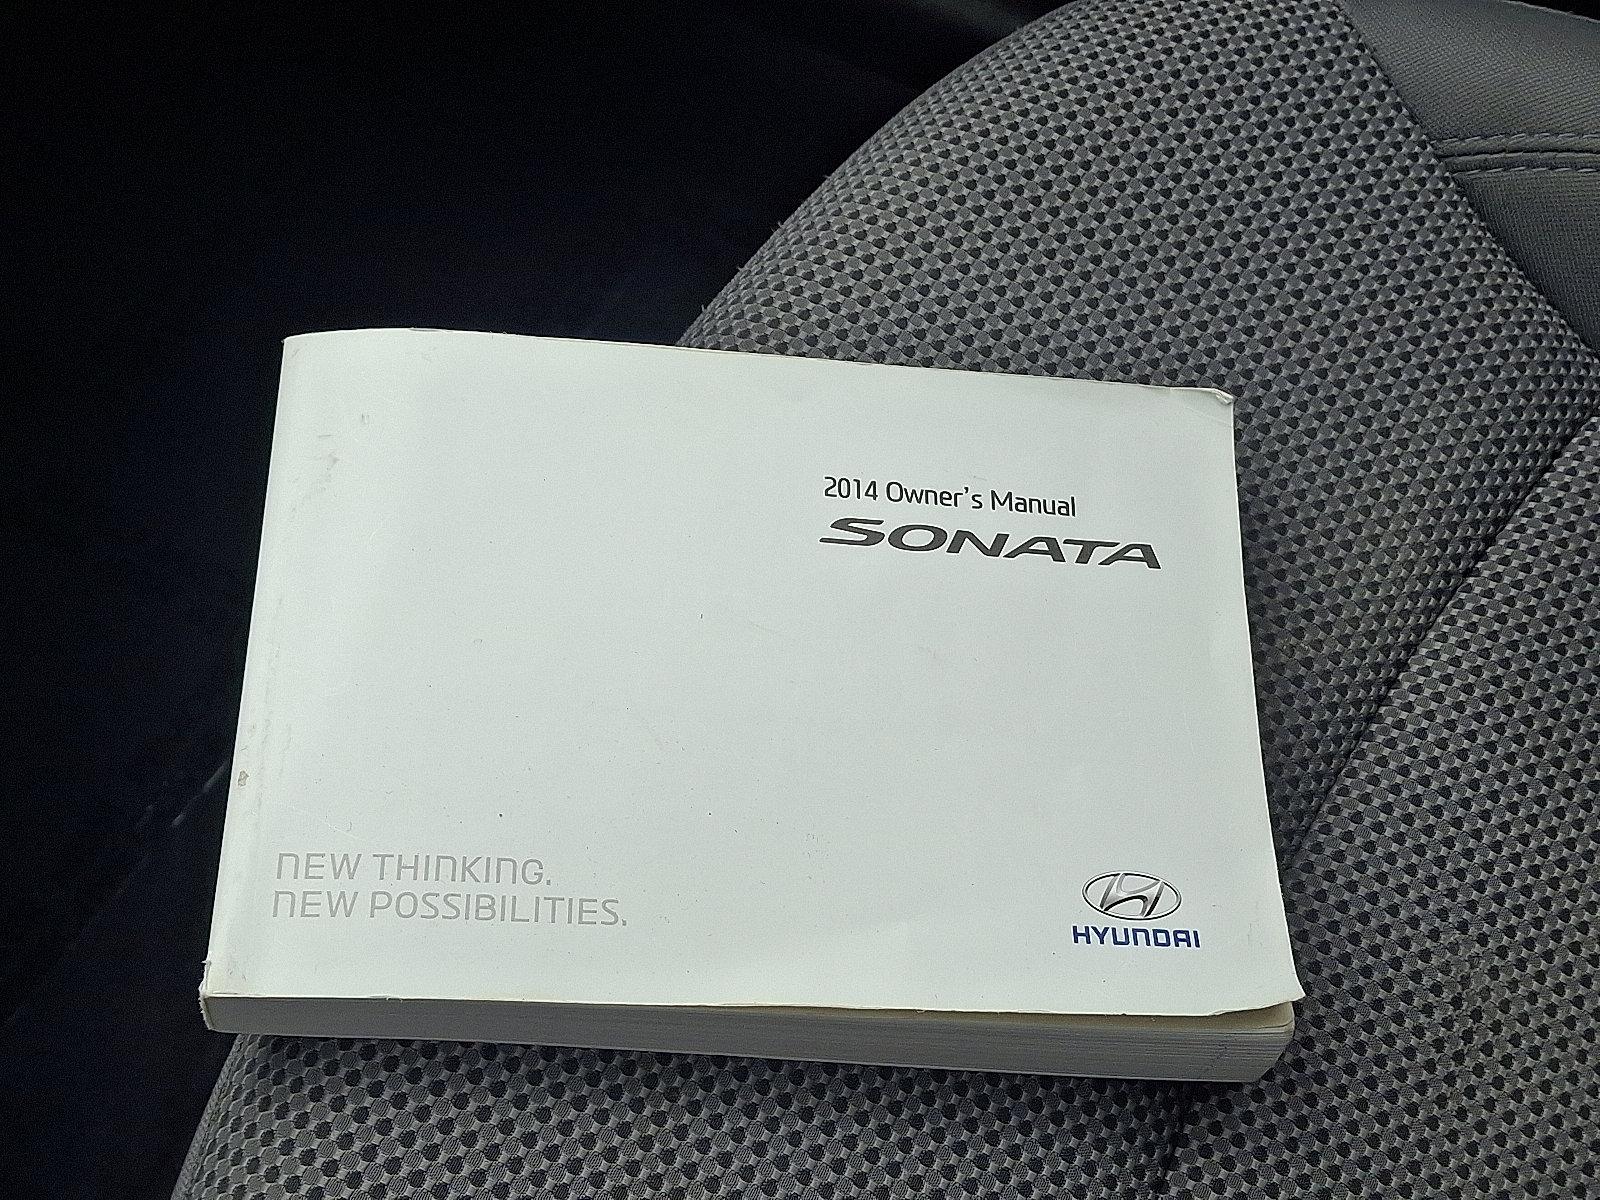 2014 Owner's Manual
SONATA
NEW THINKING.
NEW POSSIBILITIES.
HYUNDAI